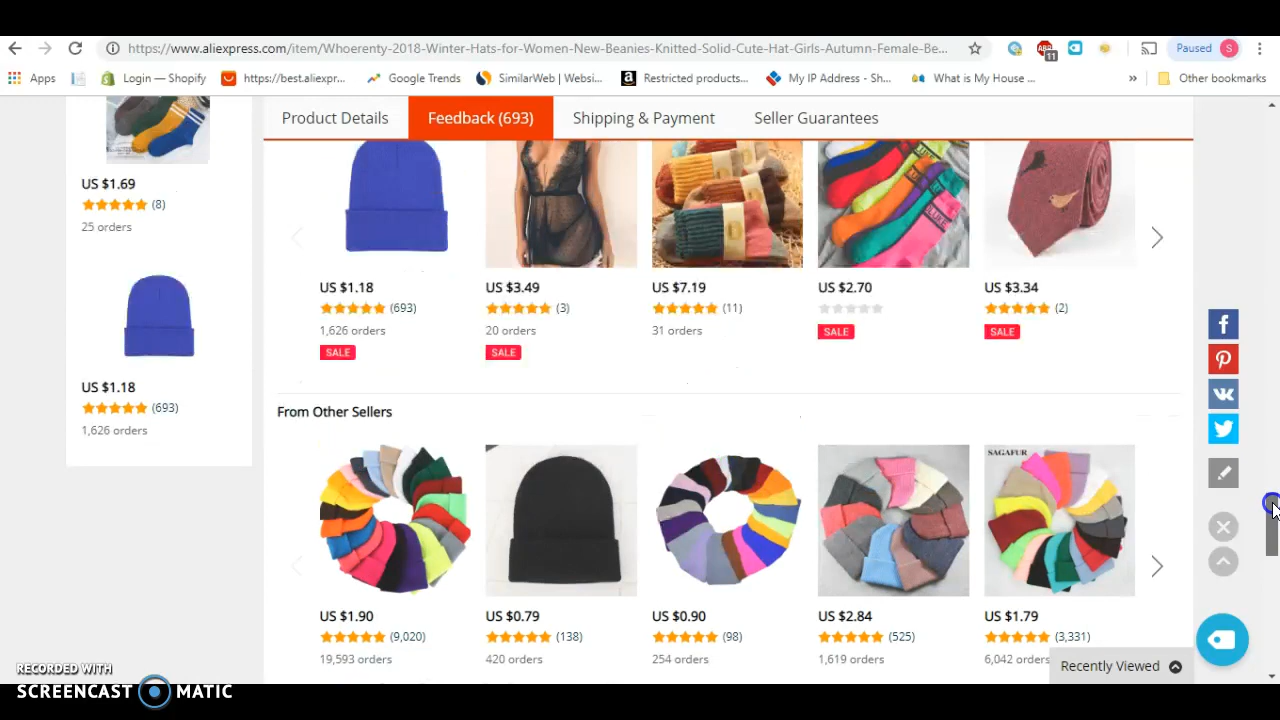 https://www.aliexpress.com/item/Whoerenty-2018-Winter-Hats-for-Women-New-Beanies-Knitted-Solid-Cute-Hat-Girls-Autumn-Female-Be...
11
Paused
S
Apps
Login — Shopify
https://best.aliexpr...
Google Trends
SimilarWeb | Websi...
a
Restricted products...
My IP Address - Sh...
What is My House ...
»
Other bookmarks
Product Details
Feedback (693)
Shipping & Payment
Seller Guarantees
US $1.69
(8)
25 orders
US $1.18
(693)
1,626 orders
US $1.18
(693)
1,626 orders
SALE
US $3.49
(3)
20 orders
SALE
US $7.19
(11)
31 orders
US $2.70
SALE
US $3.34
(2)
SALE
From Other Sellers
SAGAFUR
US $1.90
(9,020)
19,593 orders
US $0.79
(138)
420 orders
US $0.90
(98)
254 orders
US $2.84
(525)
1,619 orders
US $1.79
(3,331)
6,042 orders
Recently Viewed
RECORDED WITH
SCREENCAST MATIC